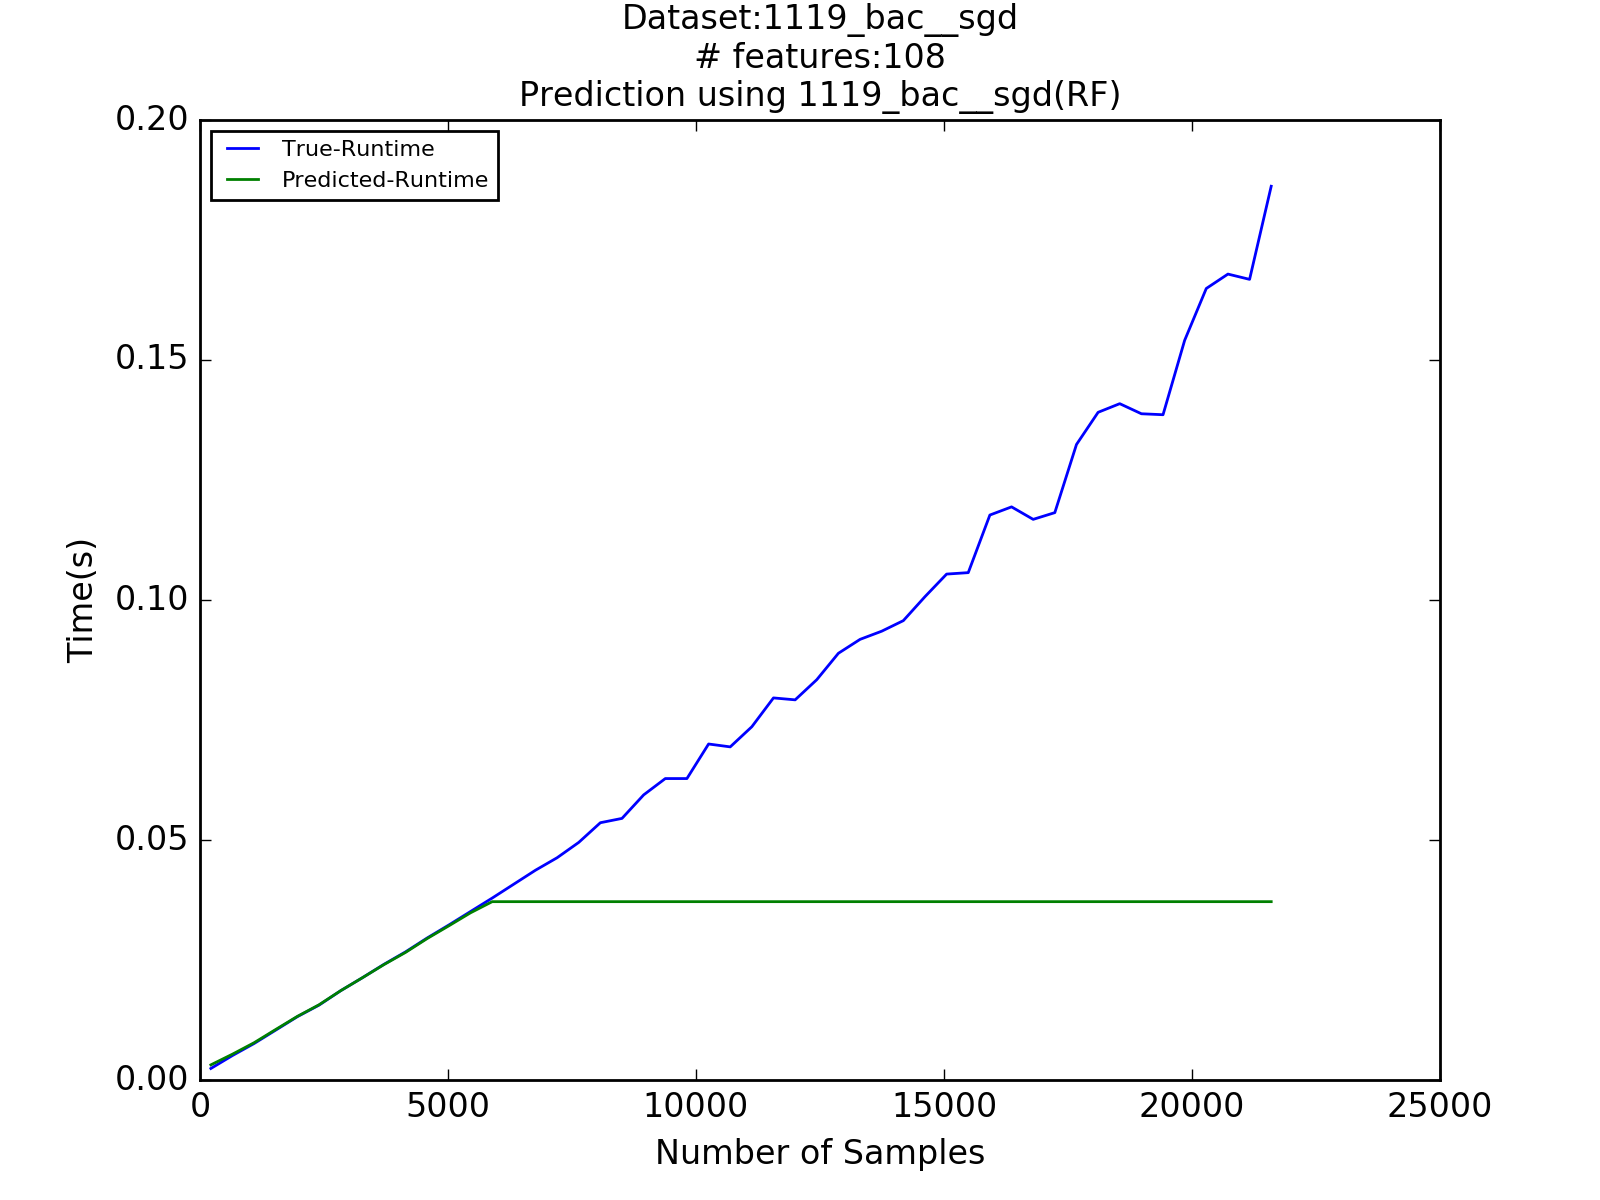 Dataset:1119_bac__sgd
# features:108
Prediction using 1119_bac__sgd(RF)
True-Runtime
Predicted-Runtime
0.20
0.15
0.10
0.05
0.00
Time(s)
0 5000 10000 15000 20000 25000
Number of Samples